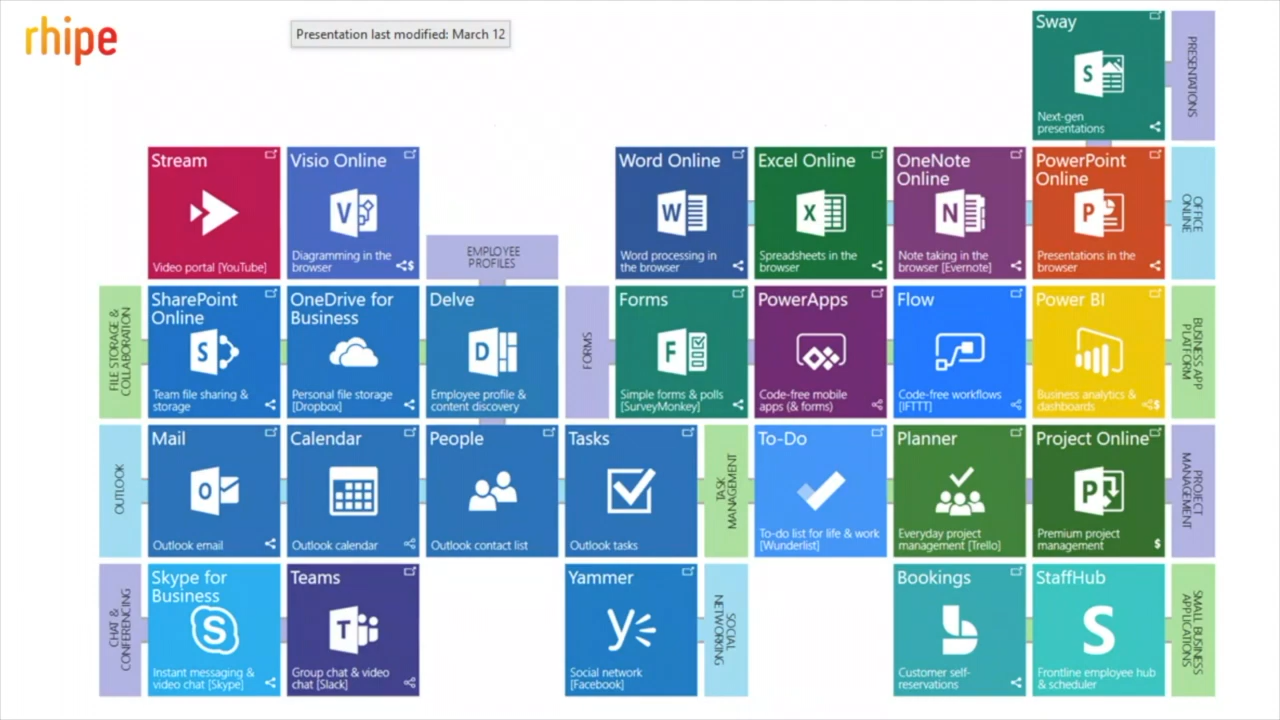 rhipe
Presentation last modified: March 12
Sway
Next-gen
presentations
PRESENTATIONS
Stream
Video portal [YouTube]
Visio Online
V
Diagramming in the
browser
$
Word Online
W
Word processing in
the browser
Excel Online
X
Spreadsheets in the
browser
OneNote
Online
N
Note taking in the
browser [Evernote]
PowerPoint
Online
P
Presentations in the
browser
OFFICE
ONLINE
EMPLOYEE
PROFILES
FILE STORAGE &
COLLABORATION
SharePoint
Online
S
Team file sharing &
storage
OneDrive for
Business
Personal file storage
[Dropbox]
Delve
D
Employee profile &
content discovery
FORMS
Forms
F
Simple forms & polls
[SurveyMonkey]
PowerApps
Code-free mobile
apps (& forms)
Flow
Code-free workflows
[IFTTT]
Power BI
Business analytics &
dashboards
$
BUSINESS APP
PLATFORM
OUTLOOK
Mail
O
Outlook email
Calendar
Outlook calendar
People
Outlook contact list
Tasks
Outlook tasks
TASK
MANAGEMENT
To-Do
To-do list for life & work
[Wunderlist]
Planner
Everyday project
management [Trello]
Project Online
P
Premium project
management
$
PROJECT
MANAGEMENT
CHAT &
CONFERENCING
Skype for
Business
S
Instant messaging &
video chat [Skype]
Teams
T
Group chat & video
chat [Slack]
Yammer
Social network
[Facebook]
SOCIAL
NETWORKING
Bookings
Customer self-
reservations
StaffHub
S
Frontline employee hub
& scheduler
SMALL BUSINESS
APPLICATIONS